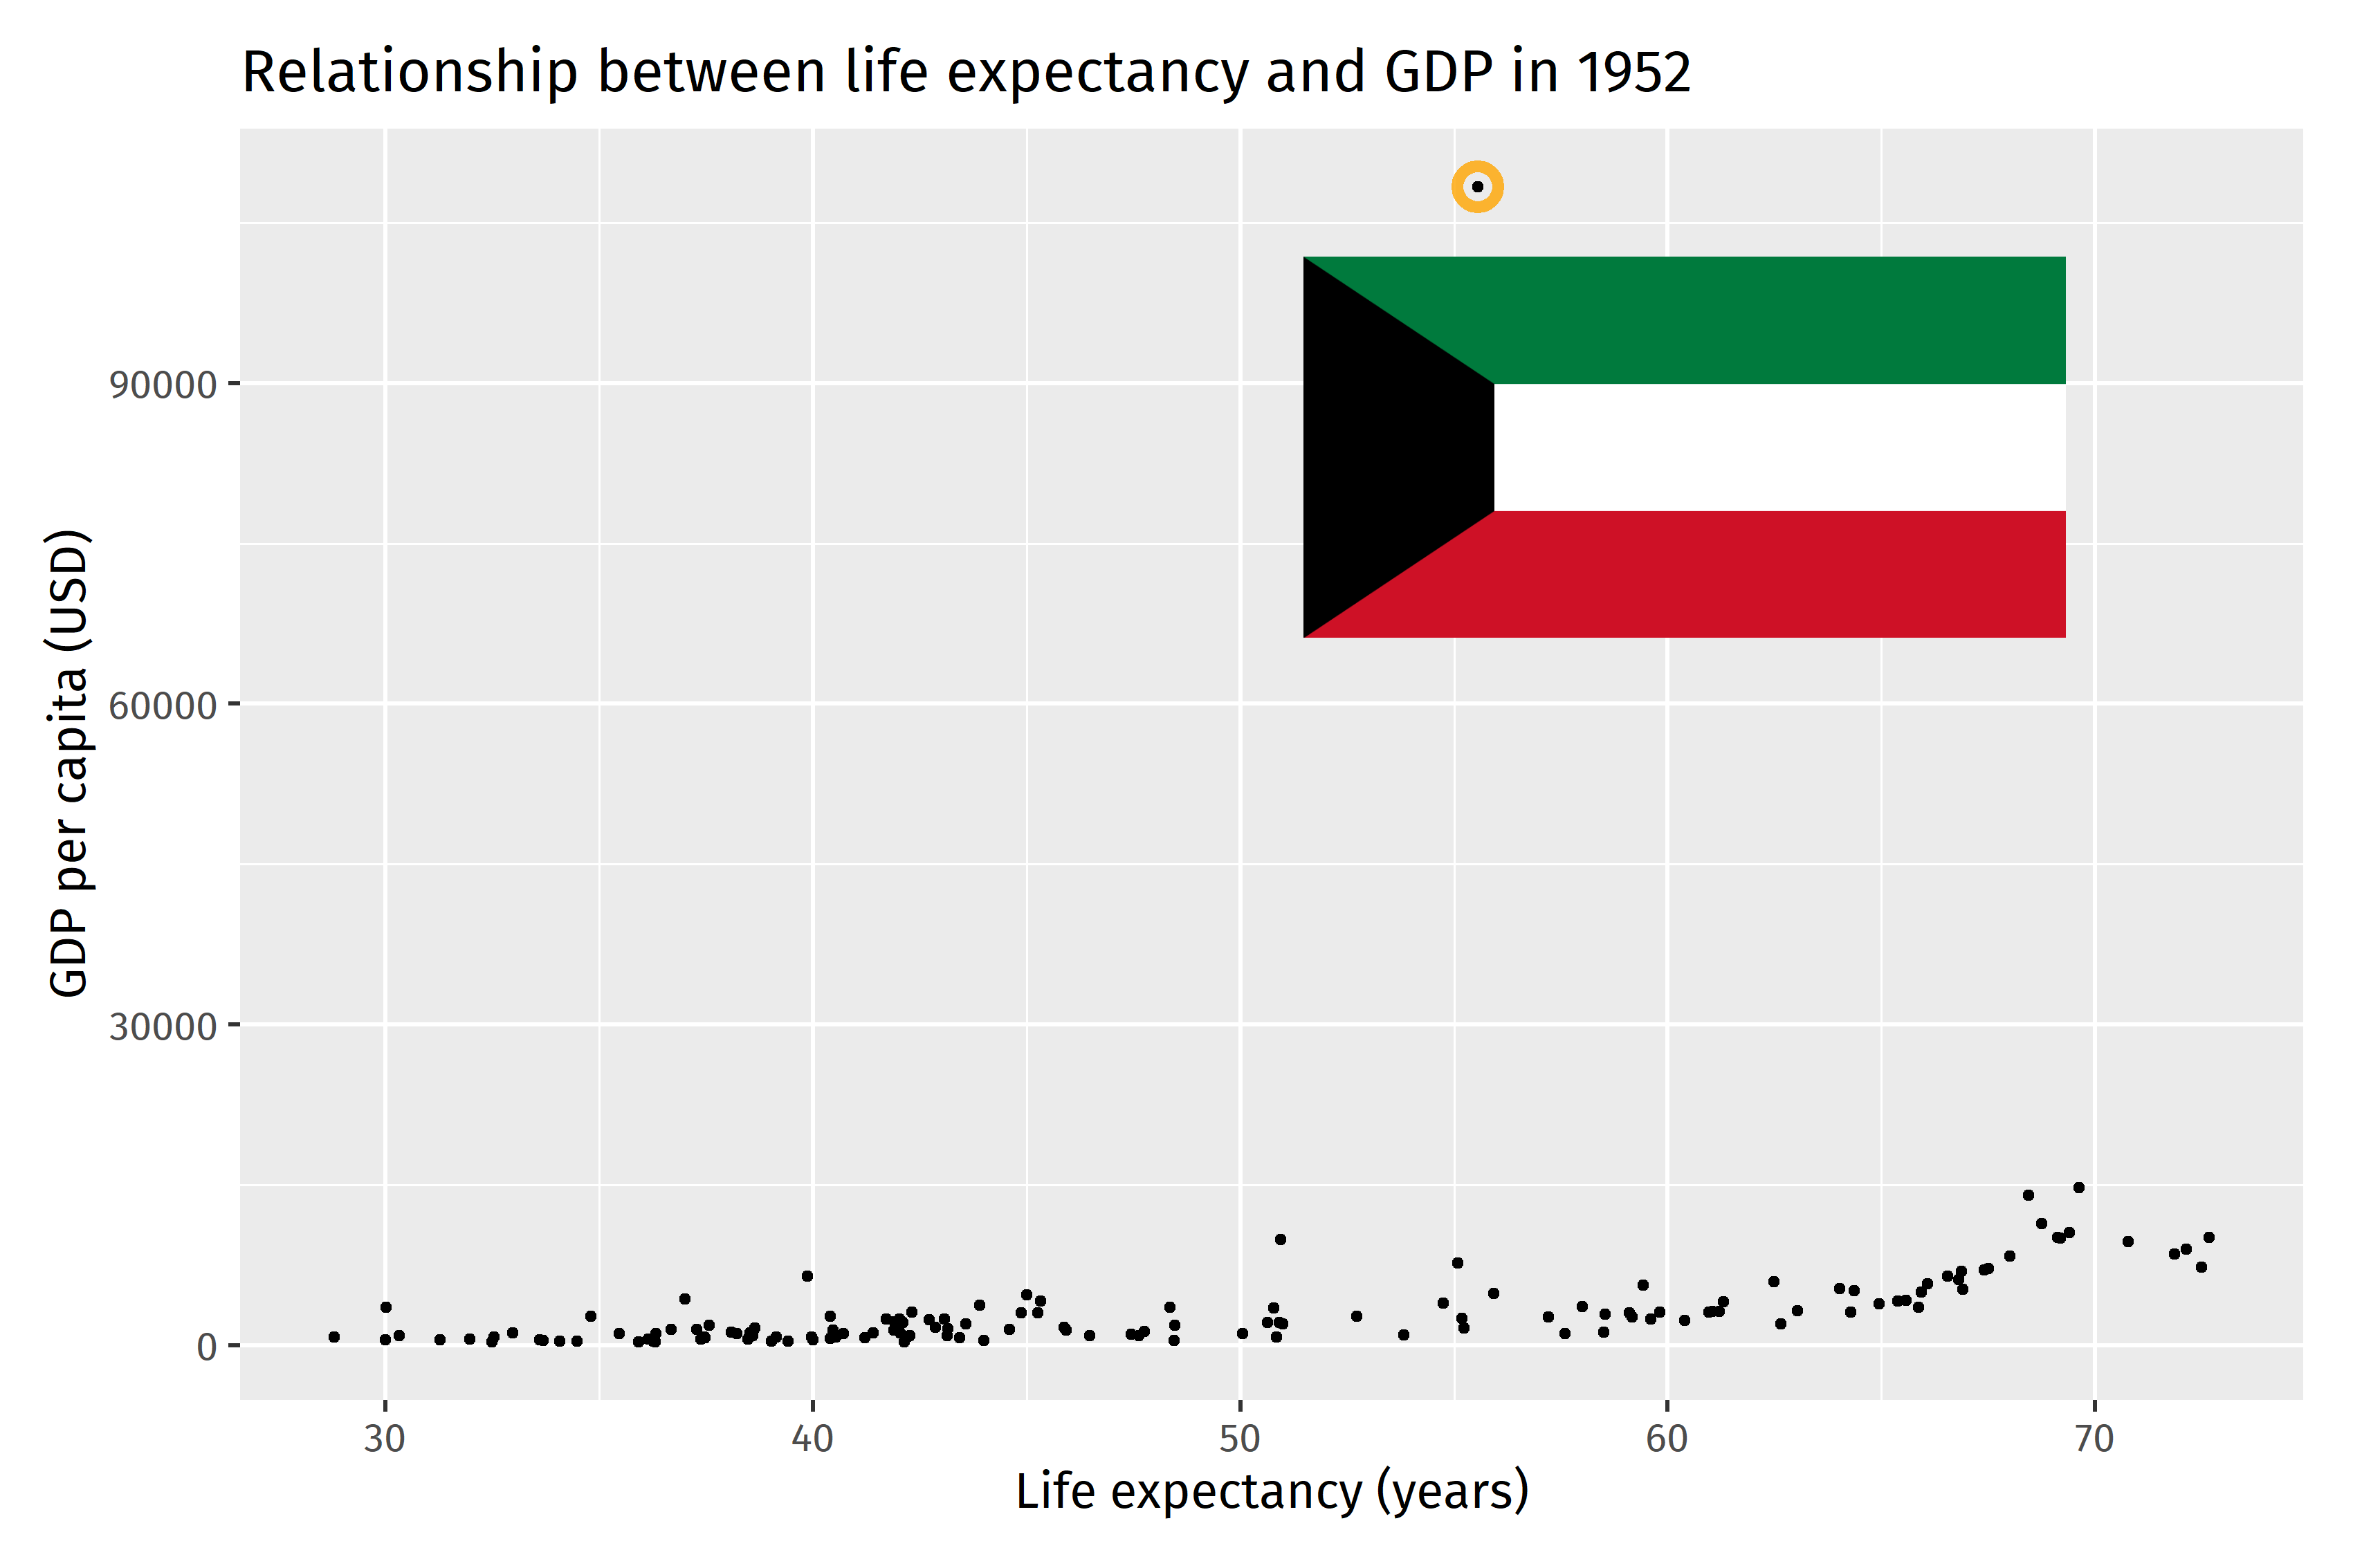 Relationship between life expectancy and GDP in 1952
GDP per capita (USD)
90000
60000
30000
0
30 40 50 60 70
Life expectancy (years)